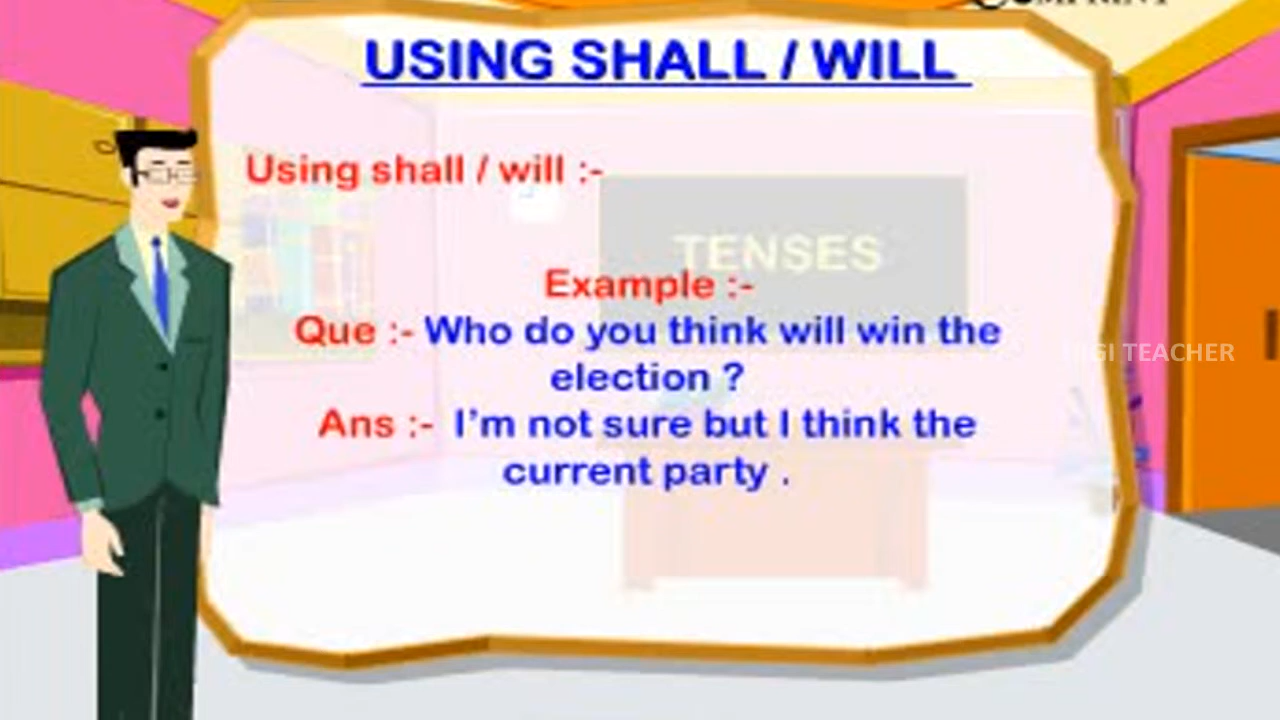 USING SHALL / WILL
Using shall / will :-
TENSES
Example :-
Que :- Who do you think will win the
election ?
TEACHER
Ans :- I'm not sure but I think the
current party .